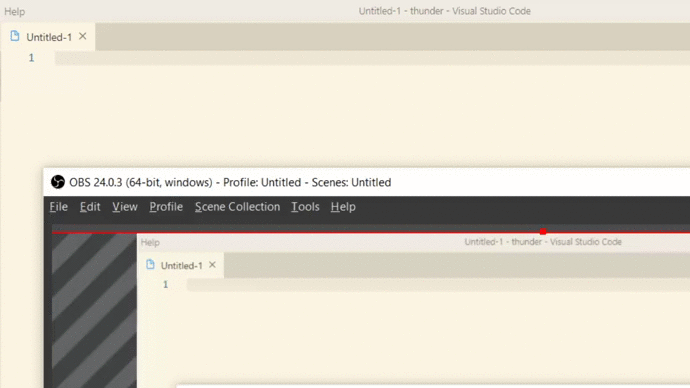 Help Untitled-1 - thunder - Visual Studio Code
Untitled-1
1
OBS 24.0.3 (64-bit, windows) - Profile: Untitled - Scenes: Untitled
File Edit View Profile Scene Collection Tools Help
Help Untitled-1 - thunder - Visual Studio Code
Untitled-1
1